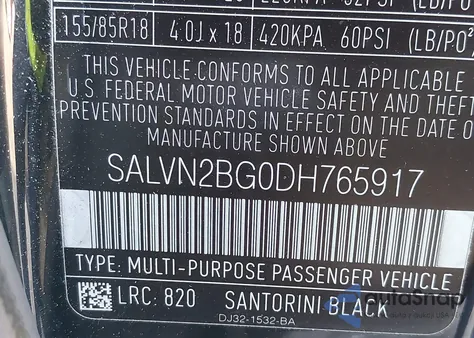 155/85R18 4.0J x 18 420KPA 60PSI (LB/PO²
THIS VEHICLE CONFORMS TO ALL APPLICABLE
U.S. FEDERAL MOTOR VEHICLE SAFETY AND THEFT
PREVENTION STANDARDS IN EFFECT ON THE DATE O
MANUFACTURE SHOWN ABOVE
SALVN2BG0DH765917
TYPE: MULTI-PURPOSE PASSENGER VEHICLE
LRC: 820 SANTORINI BLACK
DJ32-1532-BA